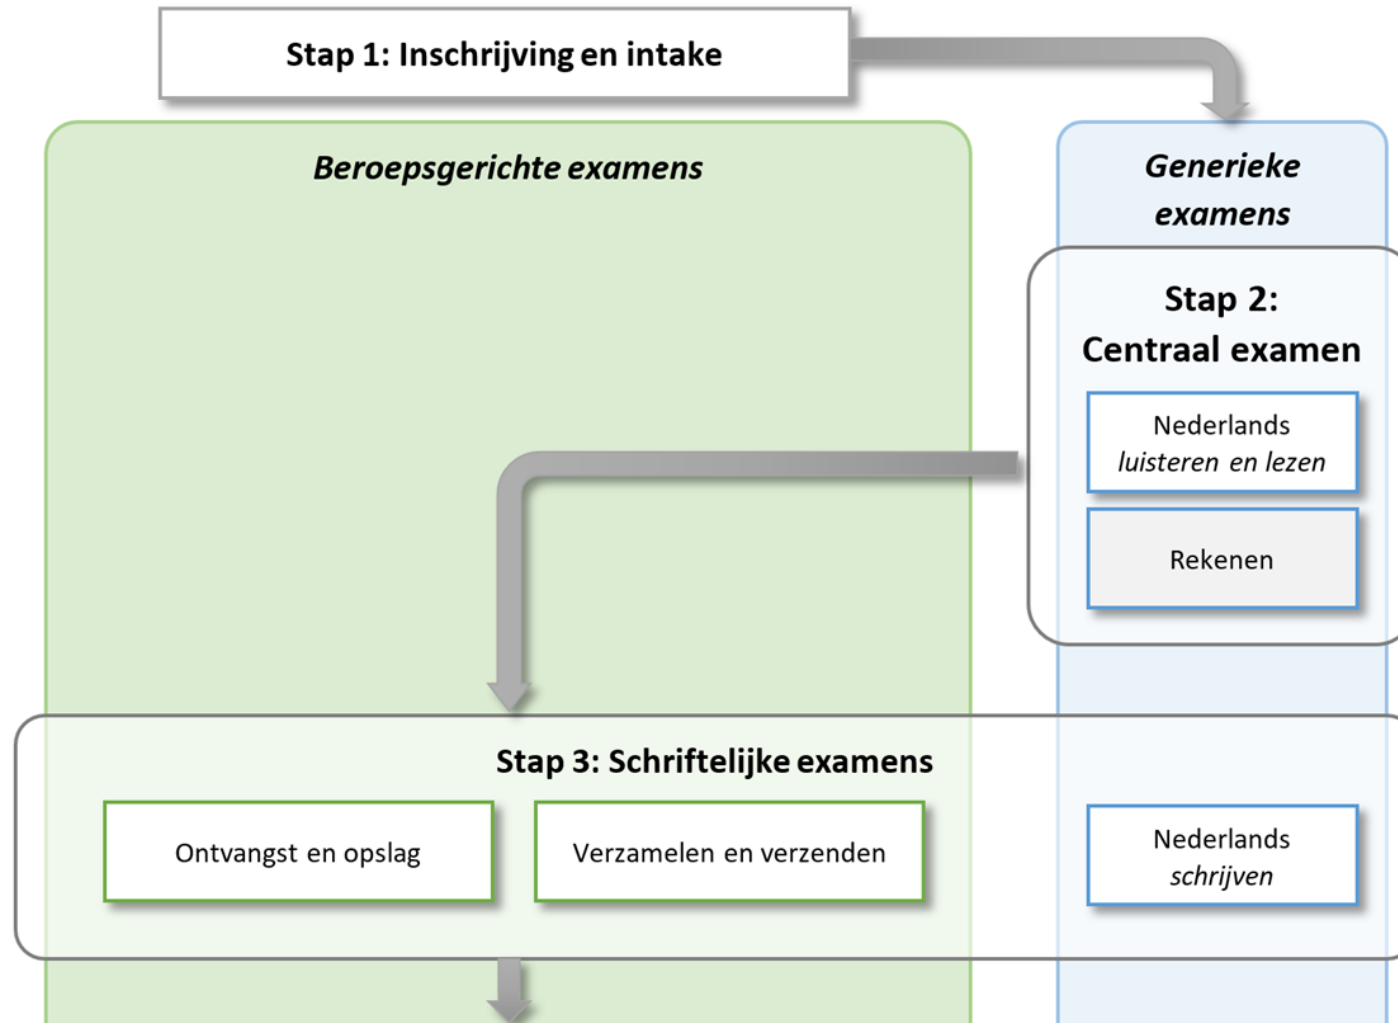 Stap 1: Inschrijving en intake
Beroepsgerichte examens
Generieke
examens
Stap 2:
Centraal examen
Nederlands
luisteren en lezen
Rekenen
Stap 3: Schriftelijke examens
Ontvangst en opslag
Verzamelen en verzenden
Nederlands
schrijven